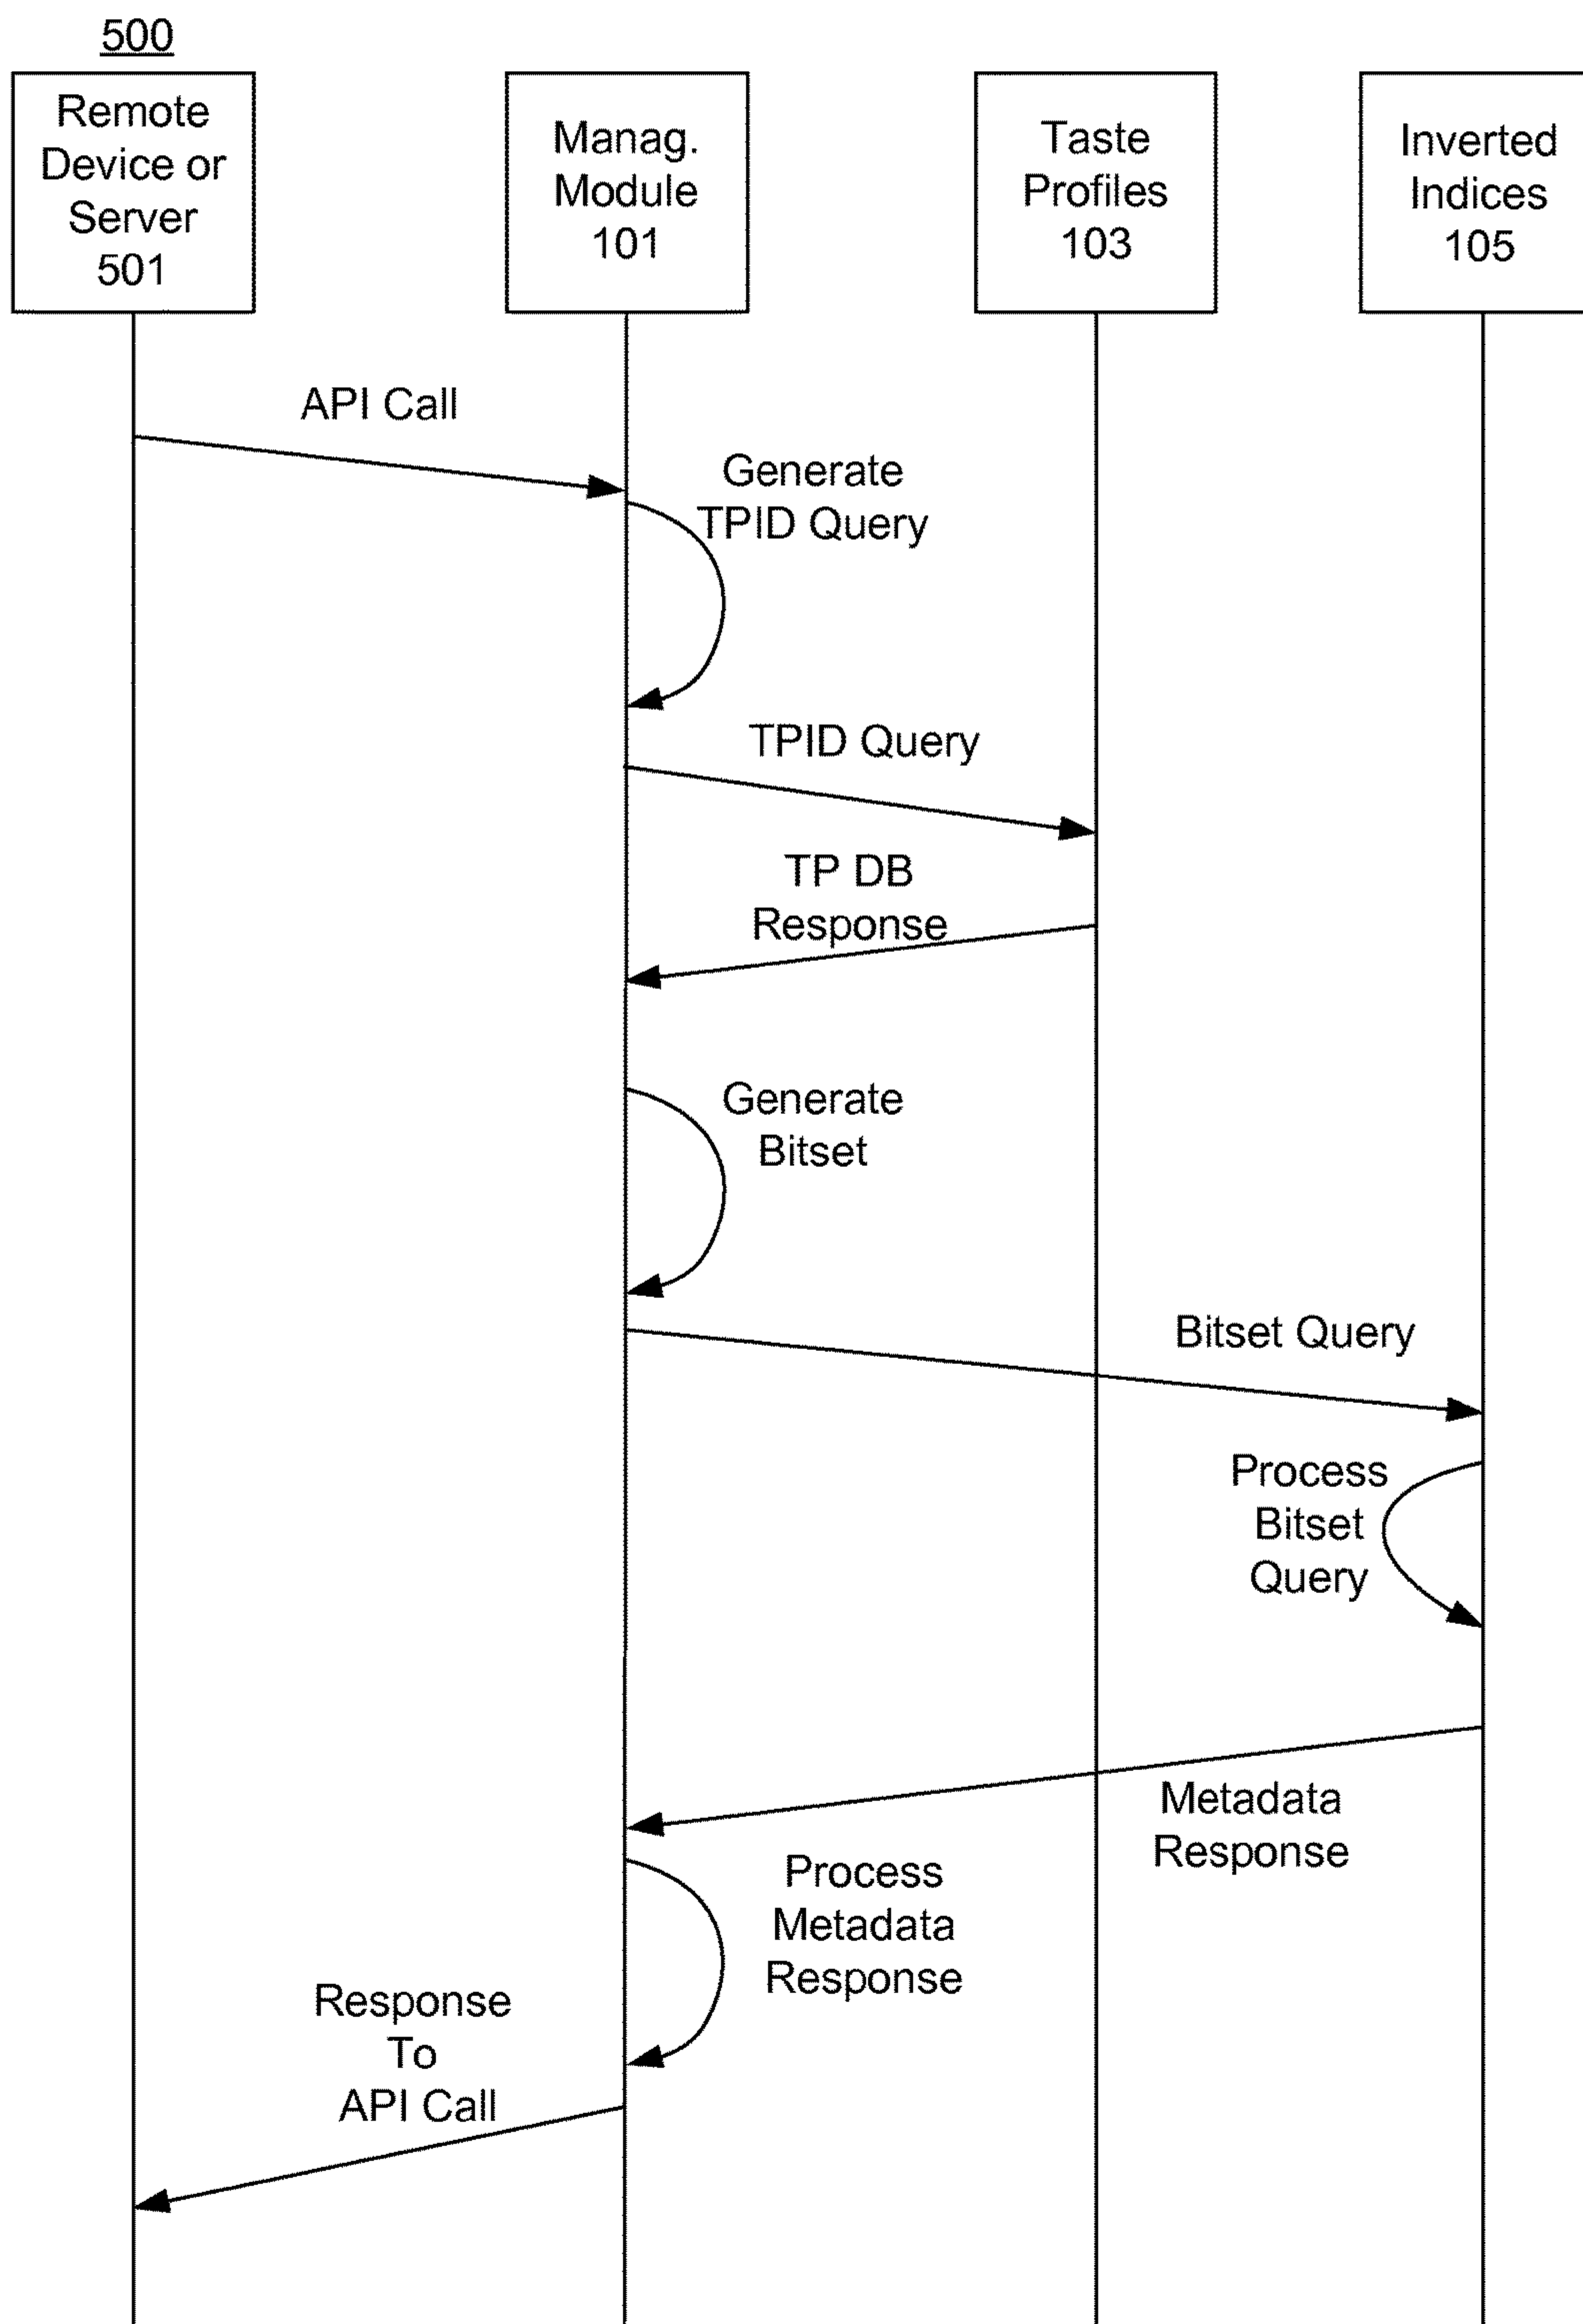 500
Remote
Device or
Server
501
Manag.
Module
101
Taste
Profiles
103
Inverted
Indices
105
API Call
Generate
TPID Query
TPID Query
TP DB
Response
Generate
Bitset
Bitset Query
Process
Bitset
Query
Metadata
Response
Process
Metadata
Response
Response
To
API Call